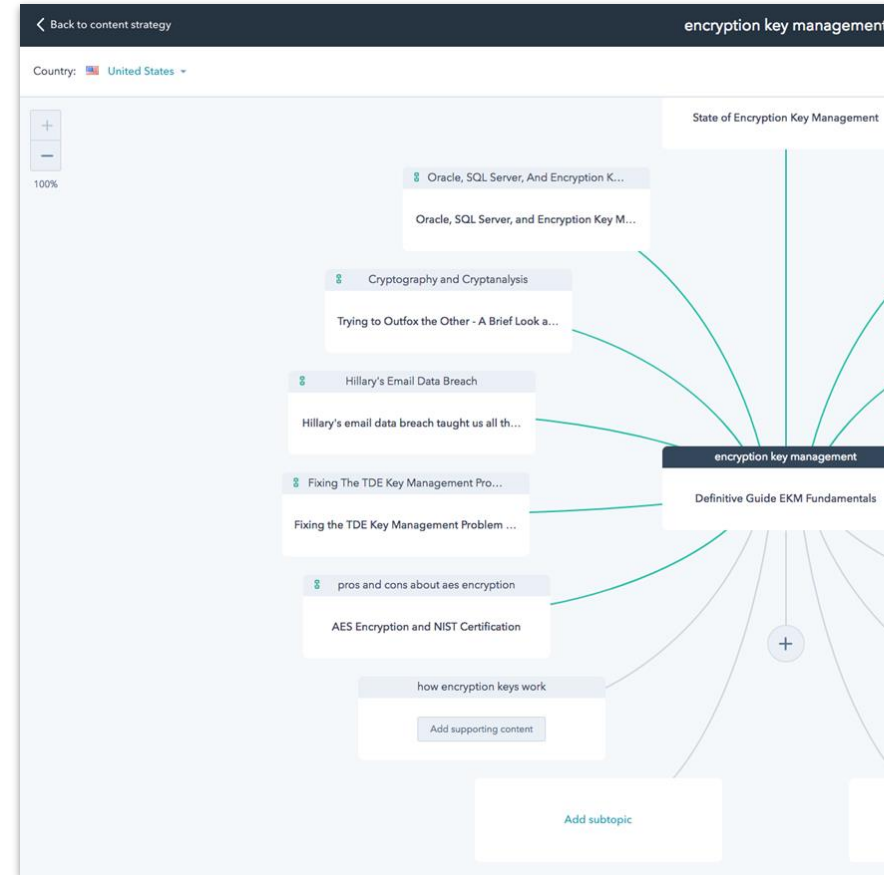 Back to content strategy
encryption key management
Country: United States
State of Encryption Key Management
+
−
100%
Oracle, SQL Server, And Encryption K...
Oracle, SQL Server, and Encryption Key M...
Cryptography and Cryptanalysis
Trying to Outfox the Other - A Brief Look a...
Hillary's Email Data Breach
Hillary's email data breach taught us all th...
encryption key management
Definitive Guide EKM Fundamentals
Fixing The TDE Key Management Pro...
Fixing the TDE Key Management Problem ...
pros and cons about aes encryption
AES Encryption and NIST Certification
+
how encryption keys work
Add supporting content
Add subtopic